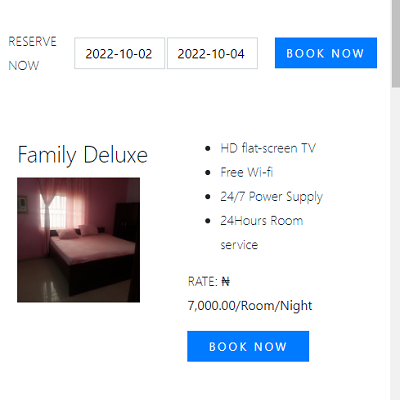 RESERVE
NOW
2022-10-02
2022-10-04
BOOK NOW
Family Deluxe
HD flat-screen TV
Free Wi-fi
24/7 Power Supply
24Hours Room
service
RATE: ₦
7,000.00/Room/Night
BOOK NOW